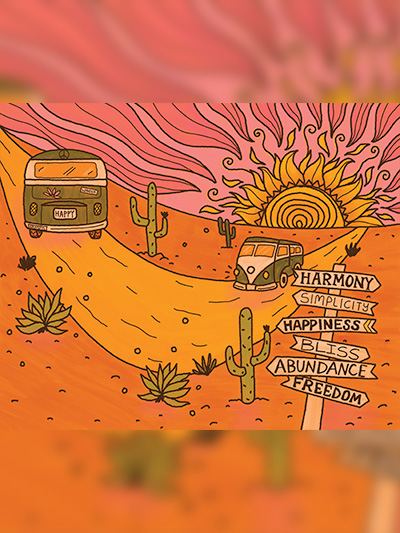 HAPPY
HARMONY
SIMPLICITY
HAPPINESS
BLISS
ABUNDANCE
FREEDOM